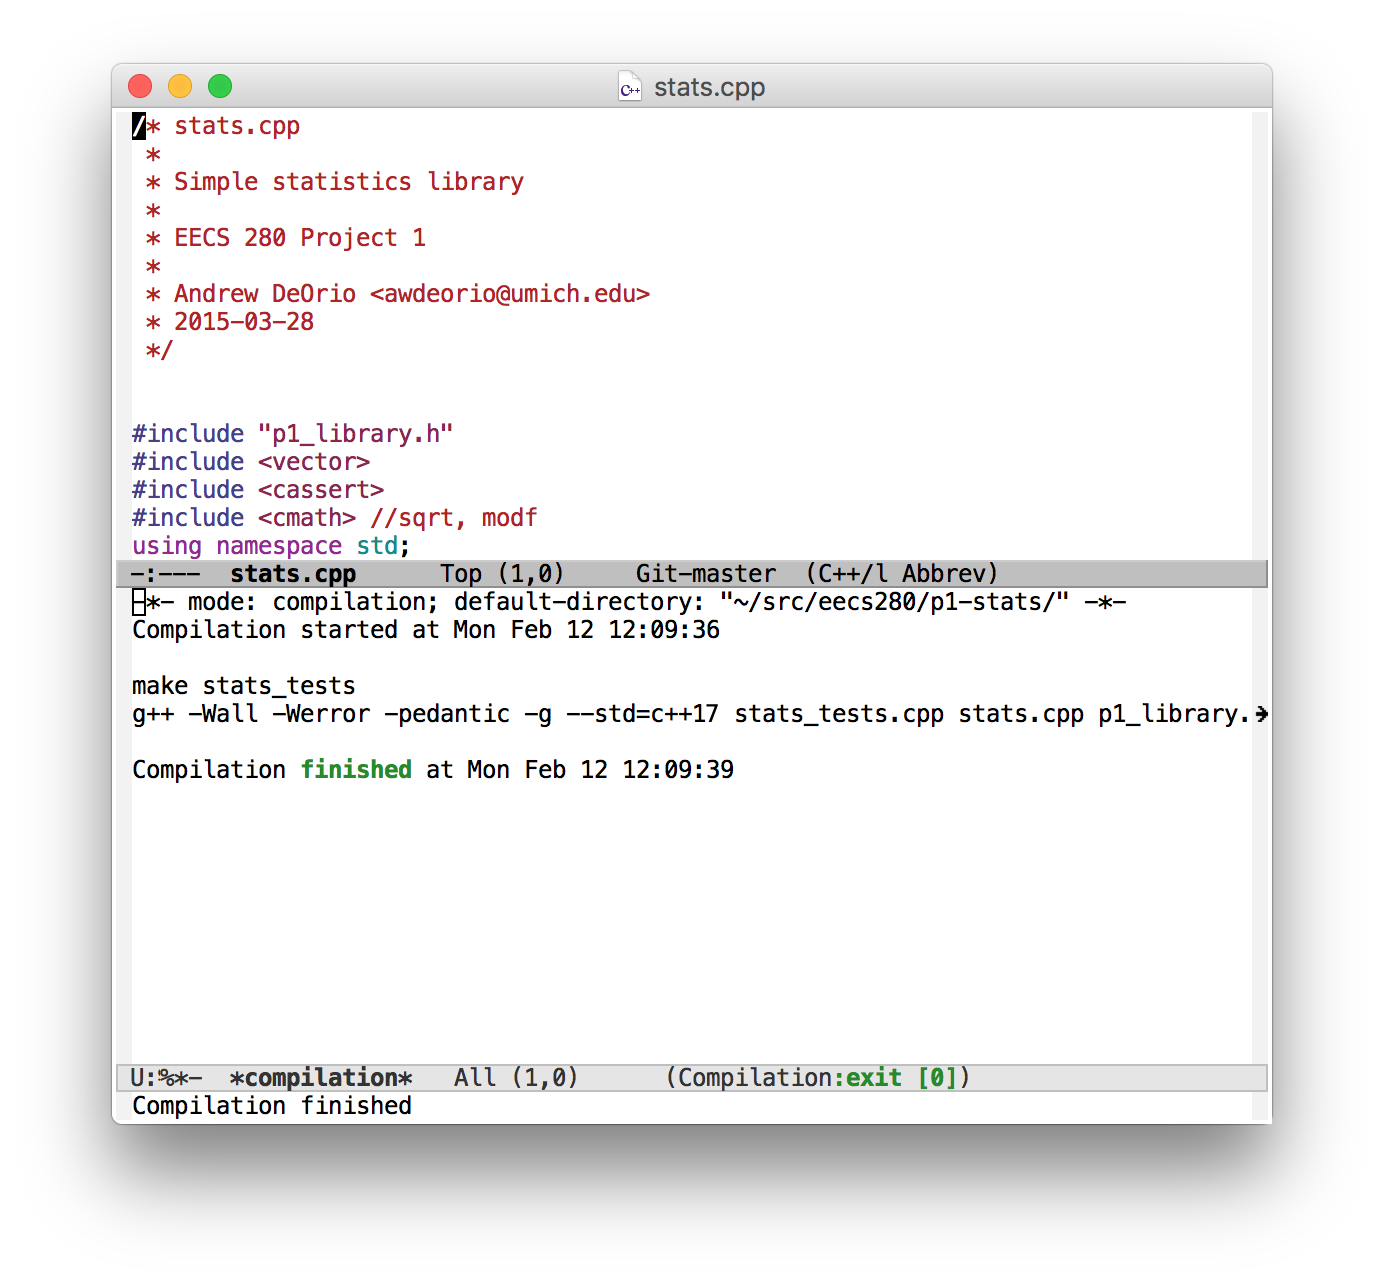 C++ stats.cpp
/* stats.cpp
 *
 * Simple statistics library
 *
 * EECS 280 Project 1
 *
 * Andrew DeOrio <awdeorio@umich.edu>
 * 2015-03-28
 */
#include "p1_library.h"
#include <vector>
#include <cassert>
#include <cmath> //sqrt, modf
using namespace std;
-:---  stats.cpp      Top (1,0)     Git-master  (C++/l Abbrev)
-*- mode: compilation; default-directory: "~/src/eecs280/p1-stats/" -*-
Compilation started at Mon Feb 12 12:09:36
make stats_tests
g++ -Wall -Werror -pedantic -g --std=c++17 stats_tests.cpp stats.cpp p1_library.
Compilation finished at Mon Feb 12 12:09:39
U:%*-  *compilation*   All (1,0)      (Compilation:exit [0])
Compilation finished